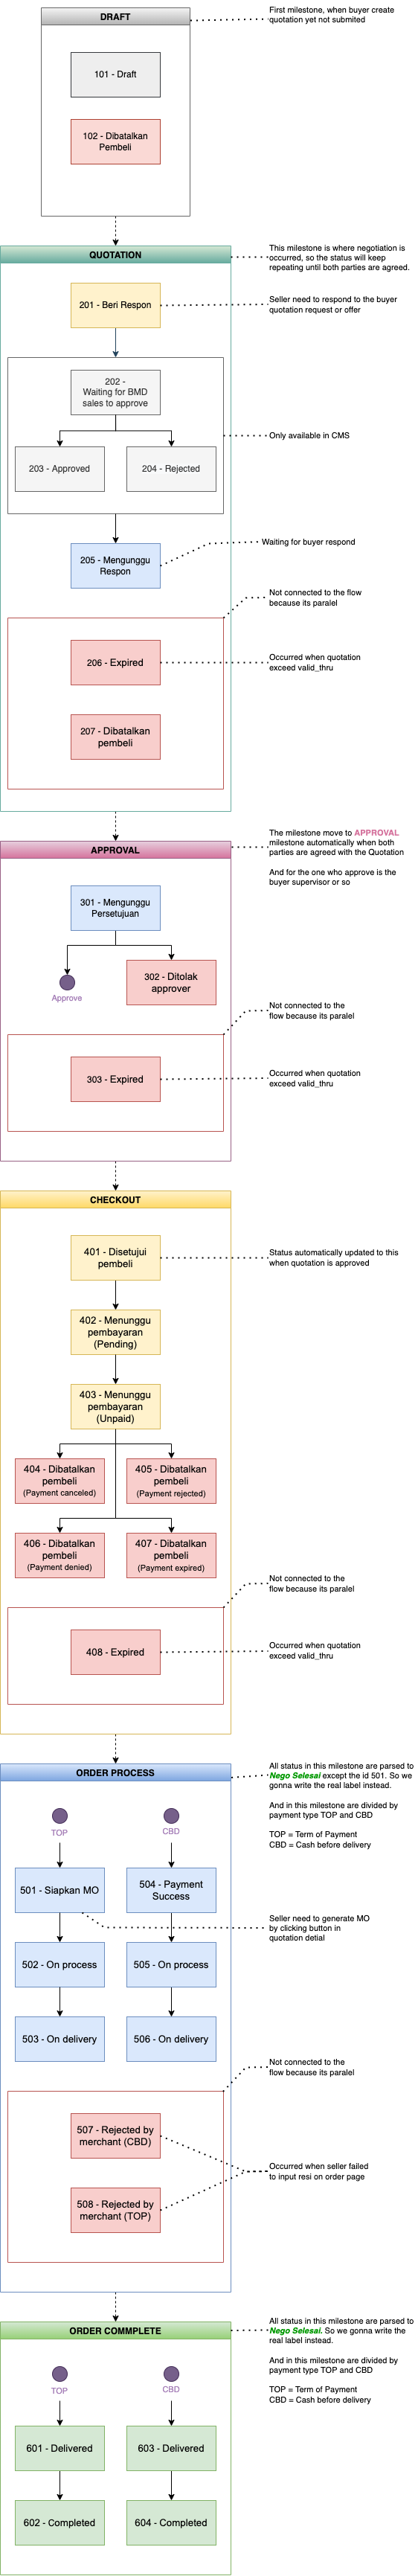 DRAFT
First milestone, when buyer create
quotation yet not submited
101 - Draft
102 - Dibatalkan
Pembeli
QUOTATION
This milestone is where negotiation is
occurred, so the status will keep
repeating until both parties are agreed.
201 - Beri Respon
Seller need to respond to the buyer
quotation request or offer
202 -
Waiting for BMD
sales to approve
203 - Approved
204 - Rejected
Only available in CMS
205 - Mengunggu
Respon
Waiting for buyer respond
Not connected to the flow
because its paralel
206 - Expired
Occurred when quotation
exceed valid_thru
207 - Dibatalkan
pembeli
APPROVAL
The milestone move to APPROVAL
milestone automatically when both
parties are agreed with the Quotation
And for the one who approve is the
buyer supervisor or so
301 - Mengunggu
Persetujuan
Approve
302 - Ditolak
approver
Not connected to the
flow because its paralel
303 - Expired
Occurred when quotation
exceed valid_thru
CHECKOUT
401 - Disetujui
pembeli
Status automatically updated to this
when quotation is approved
402 - Menunggu
pembayaran
(Pending)
403 - Menunggu
pembayaran
(Unpaid)
404 - Dibatalkan
pembeli
(Payment canceled)
405 - Dibatalkan
pembeli
(Payment rejected)
406 - Dibatalkan
pembeli
(Payment denied)
407 - Dibatalkan
pembeli
(Payment expired)
Not connected to the
flow because its paralel
408 - Expired
Occurred when quotation
exceed valid_thru
ORDER PROCESS
All status in this milestone are parsed to
Nego Selesai except the id 501. So we
gonna write the real label instead.
And in this milestone are divided by
payment type TOP and CBD
TOP = Term of Payment
CBD = Cash before delivery
TOP
CBD
501 - Siapkan MO
504 - Payment
Success
Seller need to generate MO
by clicking button in
quotation detial
502 - On process
505 - On process
503 - On delivery
506 - On delivery
Not connected to the
flow because its paralel
507 - Rejected by
merchant (CBD)
Occurred when seller failed
to input resi on order page
508 - Rejected by
merchant (TOP)
ORDER COMMPLETE
All status in this milestone are parsed to
Nego Selesai. So we gonna write the
real label instead.
And in this milestone are divided by
payment type TOP and CBD
TOP = Term of Payment
CBD = Cash before delivery
TOP
CBD
601 - Delivered
603 - Delivered
602 - Completed
604 - Completed